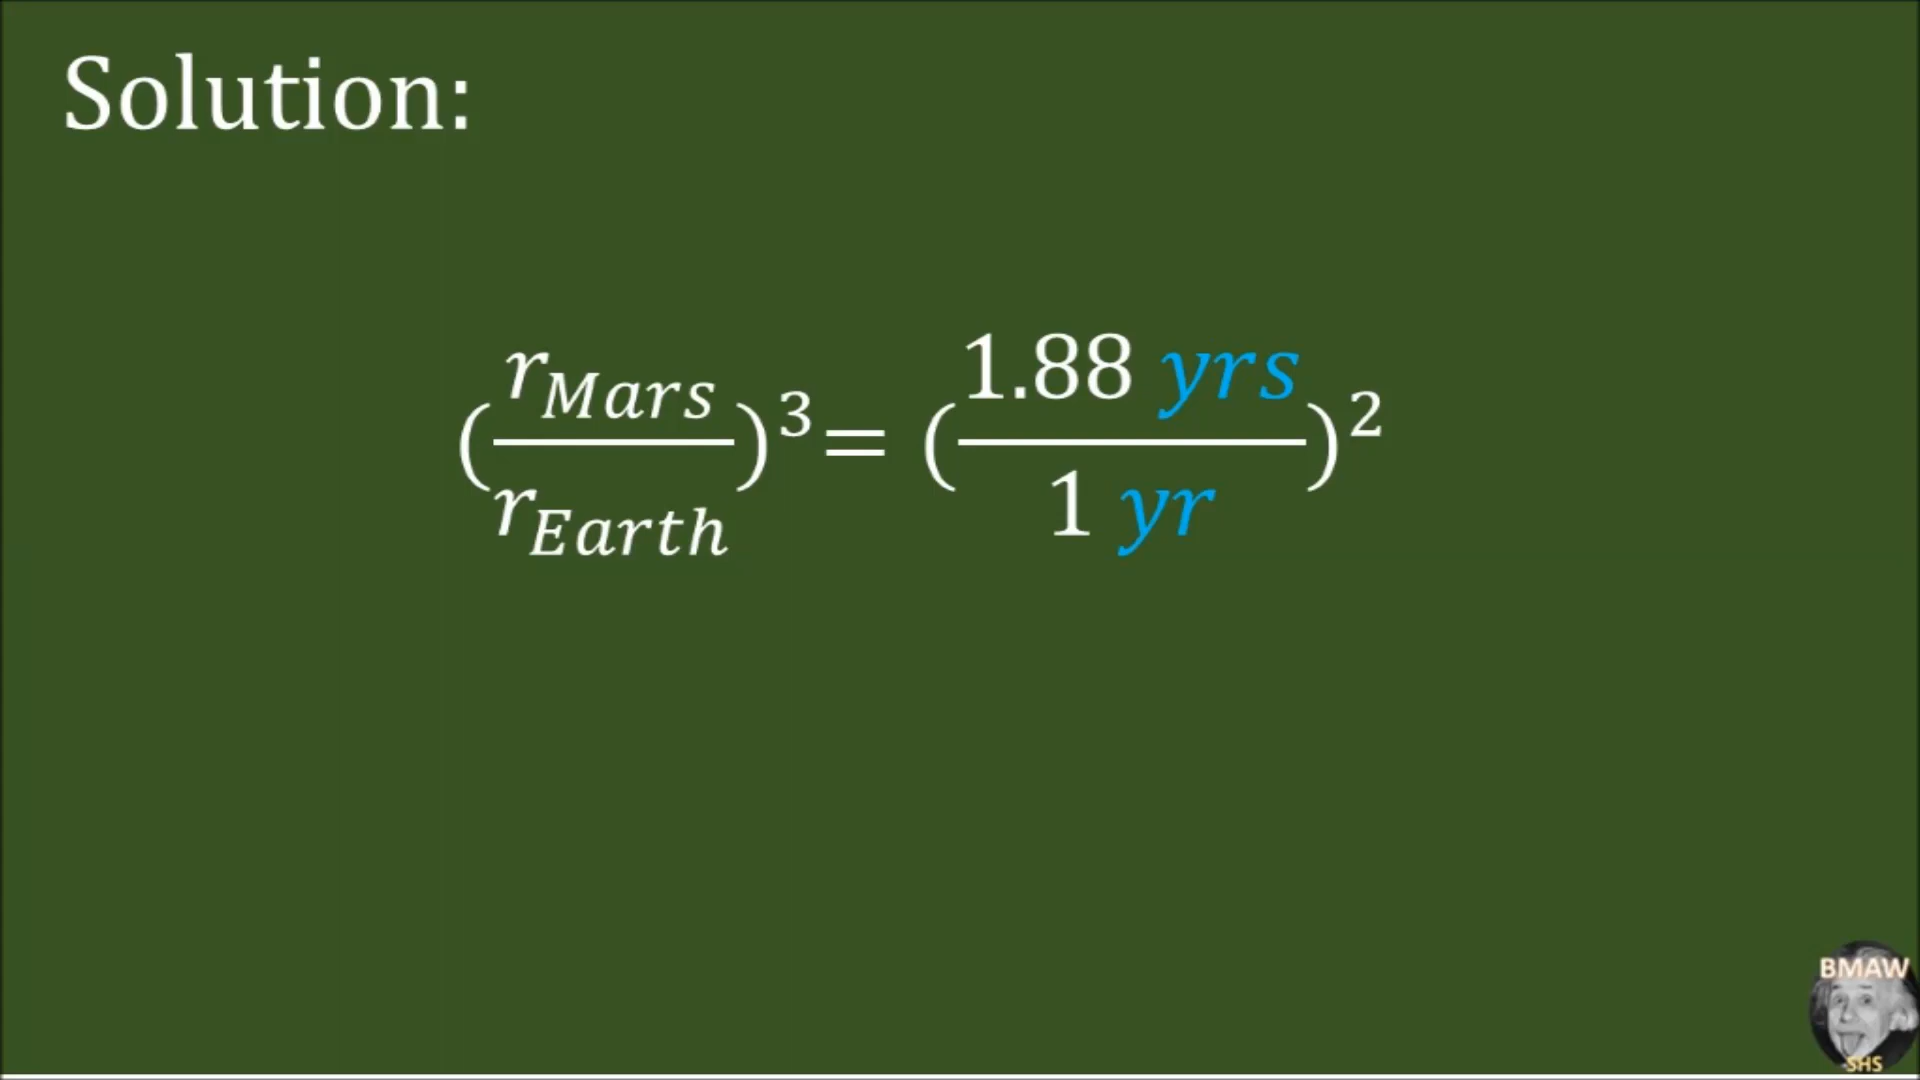 Solution:
(r_Mars / r_Earth)³ = (1.88 yrs / 1 yr)²
BMAW
SHS